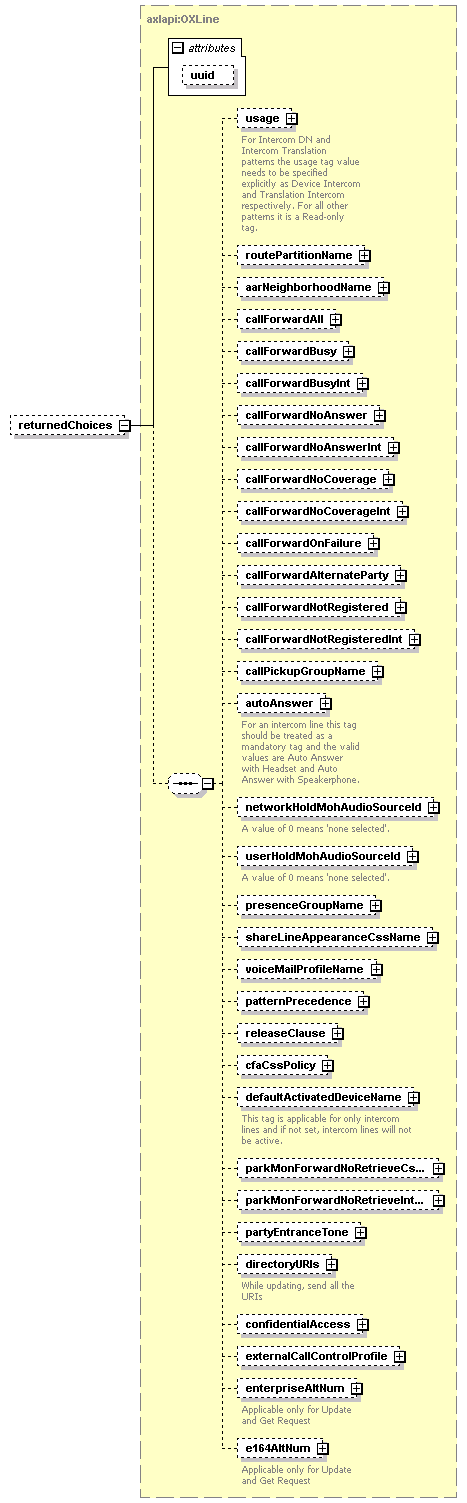 axlapi:OXLine
attributes
uuid
usage
For Intercom DN and
Intercom Translation
patterns the usage tag value
needs to be specified
explicitly as Device Intercom
and Translation Intercom
respectively. For all other
patterns it is a Read-only
tag.
routePartitionName
aarNeighborhoodName
callForwardAll
callForwardBusy
callForwardBusyInt
callForwardNoAnswer
returnedChoices
callForwardNoAnswerInt
callForwardNoCoverage
callForwardNoCoverageInt
callForwardOnFailure
callForwardAlternateParty
callForwardNotRegistered
callForwardNotRegisteredInt
callPickupGroupName
autoAnswer
For an intercom line this tag
should be treated as a
mandatory tag and the valid
values are Auto Answer
with Headset and Auto
Answer with Speakerphone.
networkHoldMohAudioSourceId
A value of 0 means 'none selected'.
userHoldMohAudioSourceId
A value of 0 means 'none selected'.
presenceGroupName
shareLineAppearanceCssName
voiceMailProfileName
patternPrecedence
releaseClause
cfaCssPolicy
defaultActivatedDeviceName
This tag is applicable for only intercom
lines and if not set, intercom lines will not
be active.
parkMonForwardNoRetrieveCs...
parkMonForwardNoRetrieveInt...
partyEntranceTone
directoryURIs
While updating, send all the
URIs
confidentialAccess
externalCallControlProfile
enterpriseAltNum
Applicable only for Update
and Get Request
e164AltNum
Applicable only for Update
and Get Request